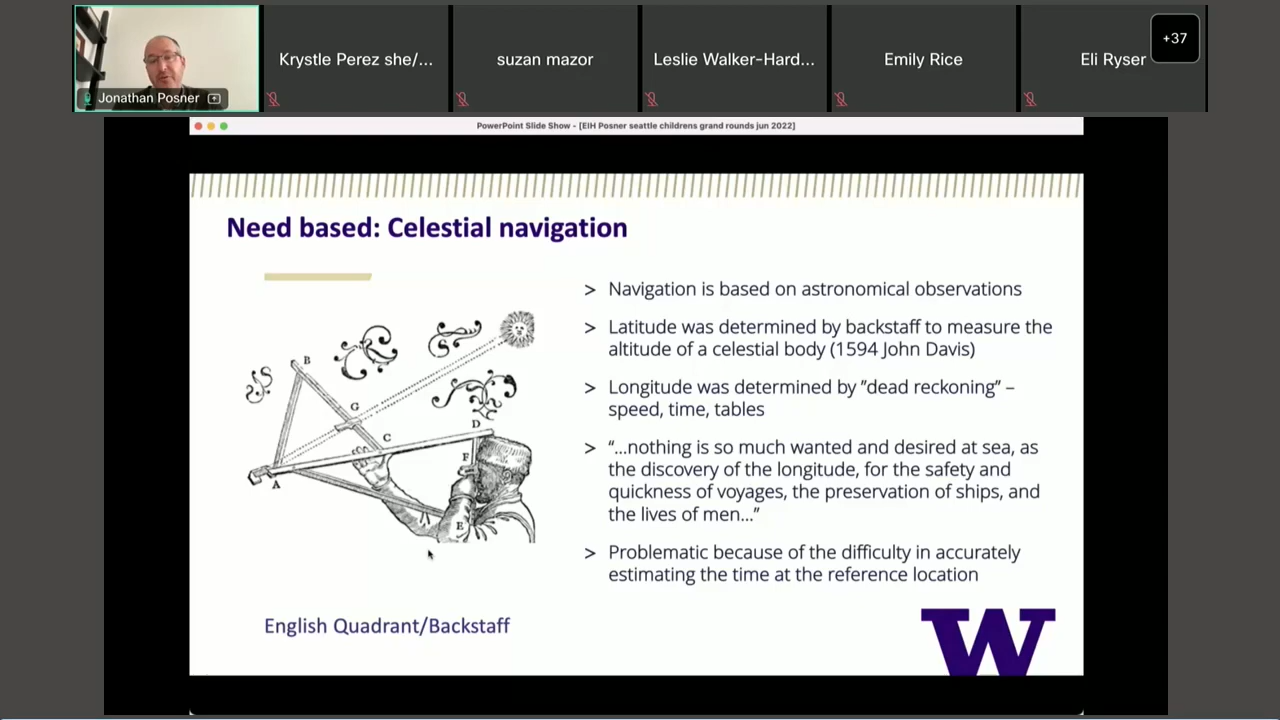 Jonathan Posner
Krystle Perez she/...
suzan mazor
Leslie Walker-Hard...
Emily Rice
Eli Ryser
+37
PowerPoint Slide Show - [EIH Posner seattle childrens grand rounds jun 2022]
Need based: Celestial navigation
B
G
C
D
F
A
E
English Quadrant/Backstaff
> Navigation is based on astronomical observations
> Latitude was determined by backstaff to measure the
altitude of a celestial body (1594 John Davis)
> Longitude was determined by ”dead reckoning” –
speed, time, tables
> “...nothing is so much wanted and desired at sea, as
the discovery of the longitude, for the safety and
quickness of voyages, the preservation of ships, and
the lives of men...”
> Problematic because of the difficulty in accurately
estimating the time at the reference location
W